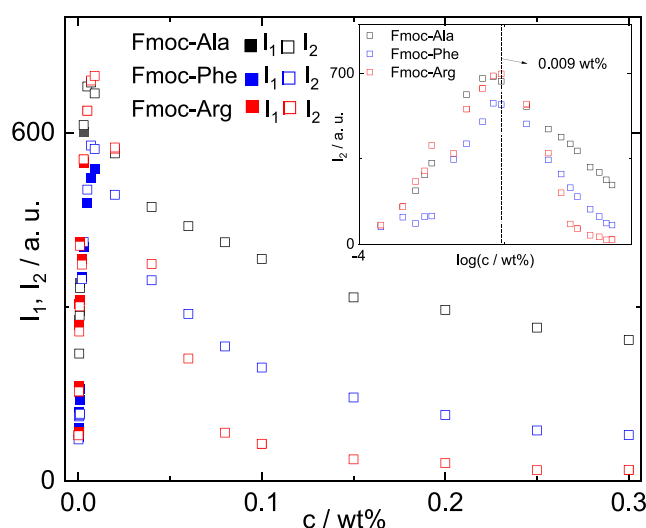 Fmoc-Ala I₁ I₂
Fmoc-Phe I₁ I₂
Fmoc-Arg I₁ I₂
I₁, I₂ / a. u.
600
0
0.0
0.1
0.2
0.3
c / wt%
Fmoc-Ala
Fmoc-Phe
Fmoc-Arg
0.009 wt%
I₂ / a. u.
700
0
-4
log(c / wt%)